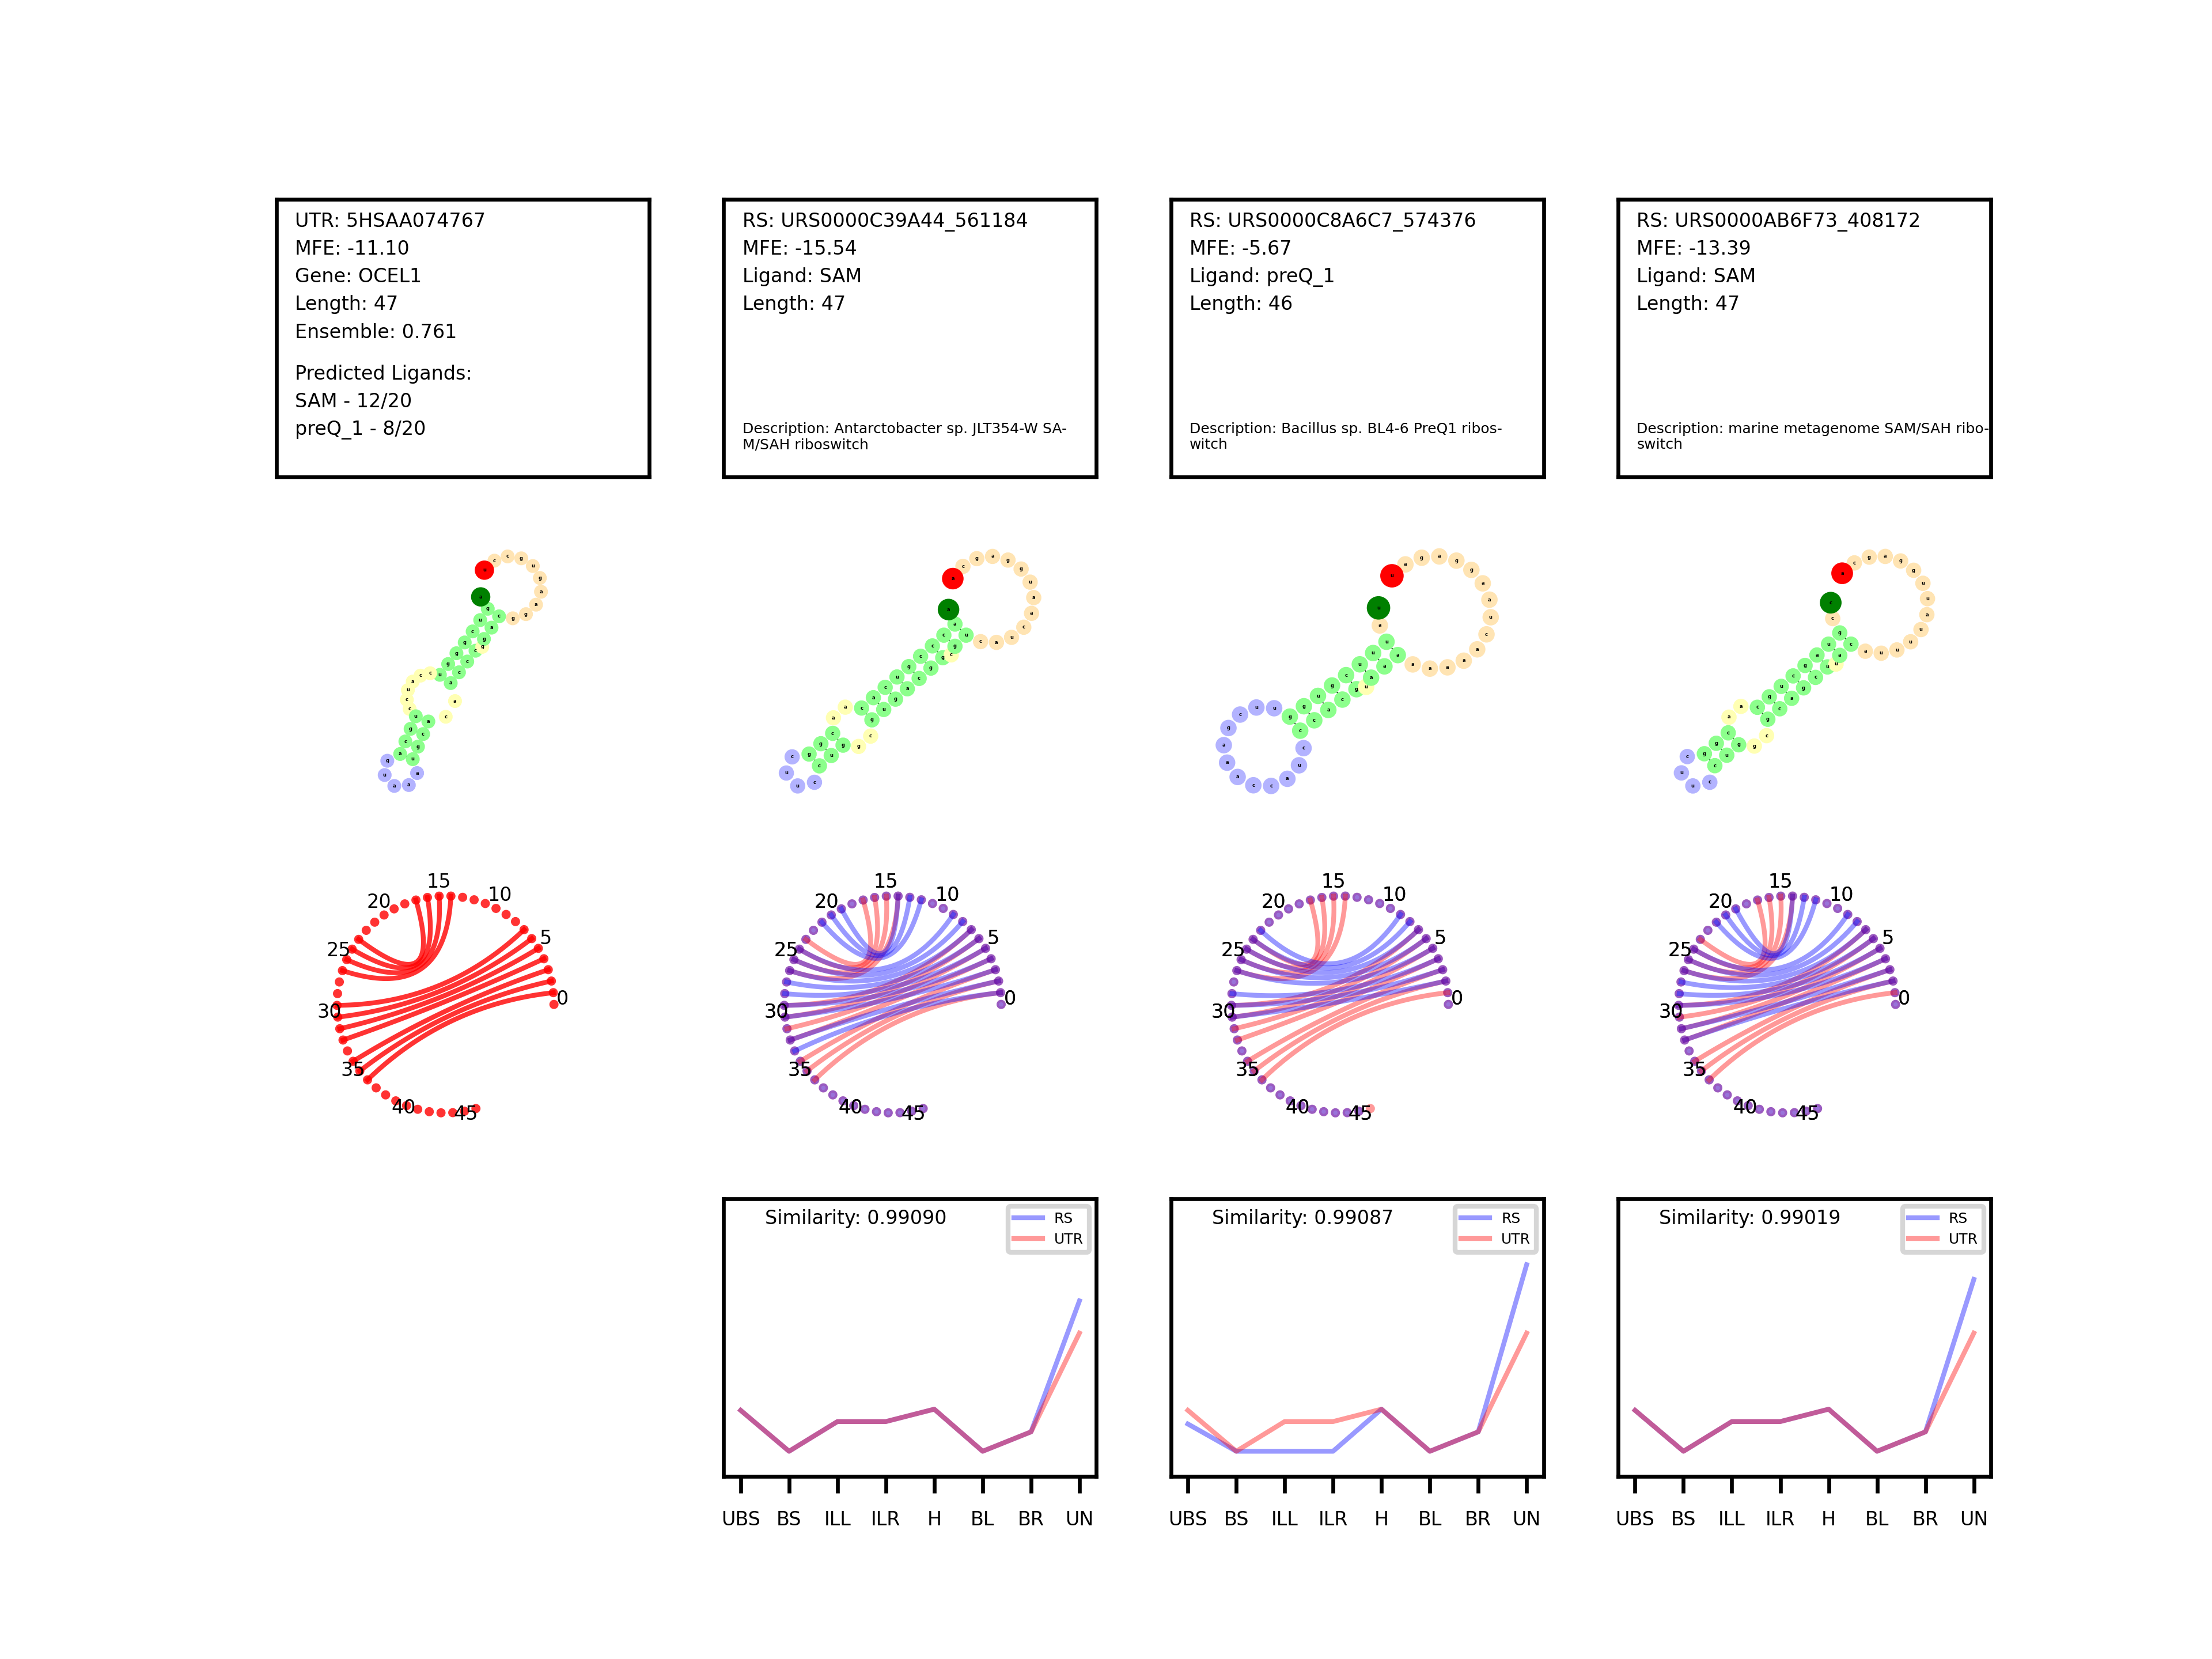 UTR: 5HSAA074767
MFE: -11.10
Gene: OCEL1
Length: 47
Ensemble: 0.761
Predicted Ligands:
SAM - 12/20
preQ_1 - 8/20
RS: URS0000C39A44_561184
MFE: -15.54
Ligand: SAM
Length: 47
Description: Antarctobacter sp. JLT354-W SA-
M/SAH riboswitch
RS: URS0000C8A6C7_574376
MFE: -5.67
Ligand: preQ_1
Length: 46
Description: Bacillus sp. BL4-6 PreQ1 ribos-
witch
RS: URS0000AB6F73_408172
MFE: -13.39
Ligand: SAM
Length: 47
Description: marine metagenome SAM/SAH ribo-
switch
0
5
10
15
20
25
30
35
40
45
0
5
10
15
20
25
30
35
40
45
0
5
10
15
20
25
30
35
40
45
0
5
10
15
20
25
30
35
40
45
Similarity: 0.99090
RS
UTR
UBS BS ILL ILR H BL BR UN
Similarity: 0.99087
RS
UTR
UBS BS ILL ILR H BL BR UN
Similarity: 0.99019
RS
UTR
UBS BS ILL ILR H BL BR UN